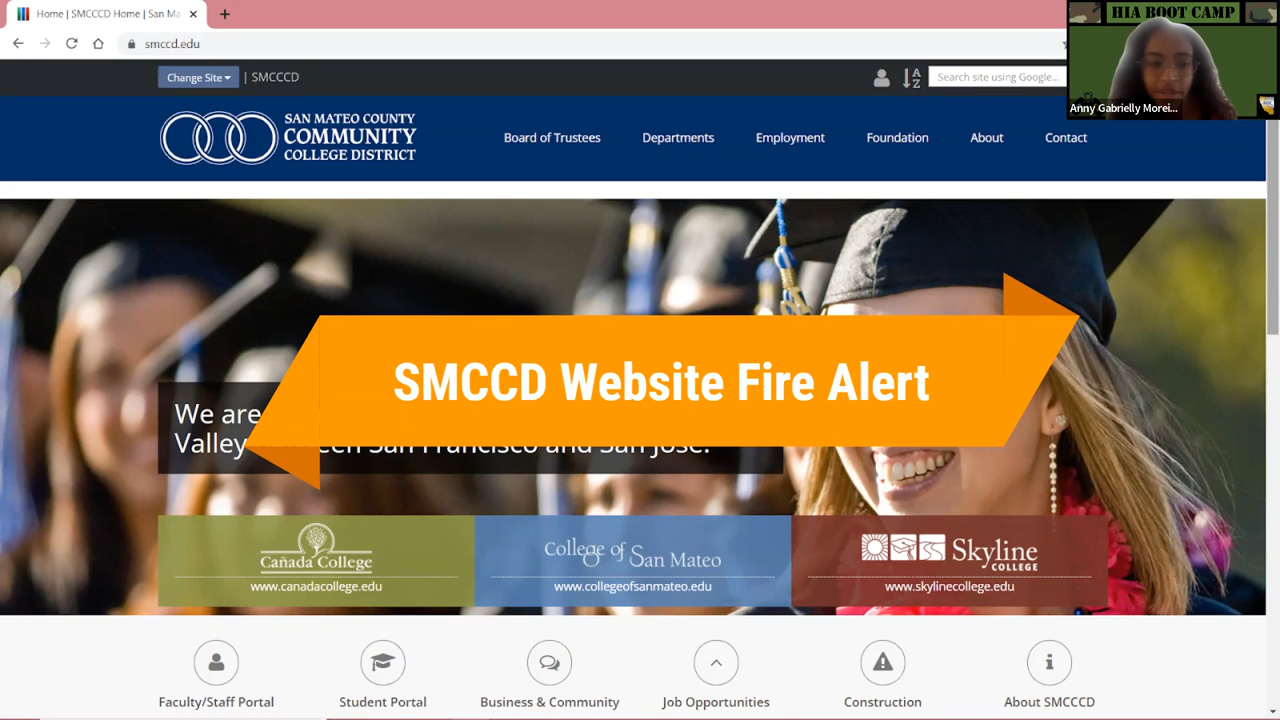 Home | SMCCCD Home | San Ma
HIA BOOT CAMP
smccd.edu
Change Site
| SMCCCD
Search site using Google...
Anny Gabrielly Morei...
SAN MATEO COUNTY
COMMUNITY
COLLEGE DISTRICT
Board of Trustees
Departments
Employment
Foundation
About
Contact
SMCCD Website Fire Alert
We are
Valley San Francisco and San Jose.
Cañada College
www.canadacollege.edu
College of San Mateo
www.collegeofsanmateo.edu
Skyline
COLLEGE
www.skylinecollege.edu
Faculty/Staff Portal
Student Portal
Business & Community
Job Opportunities
Construction
About SMCCCD